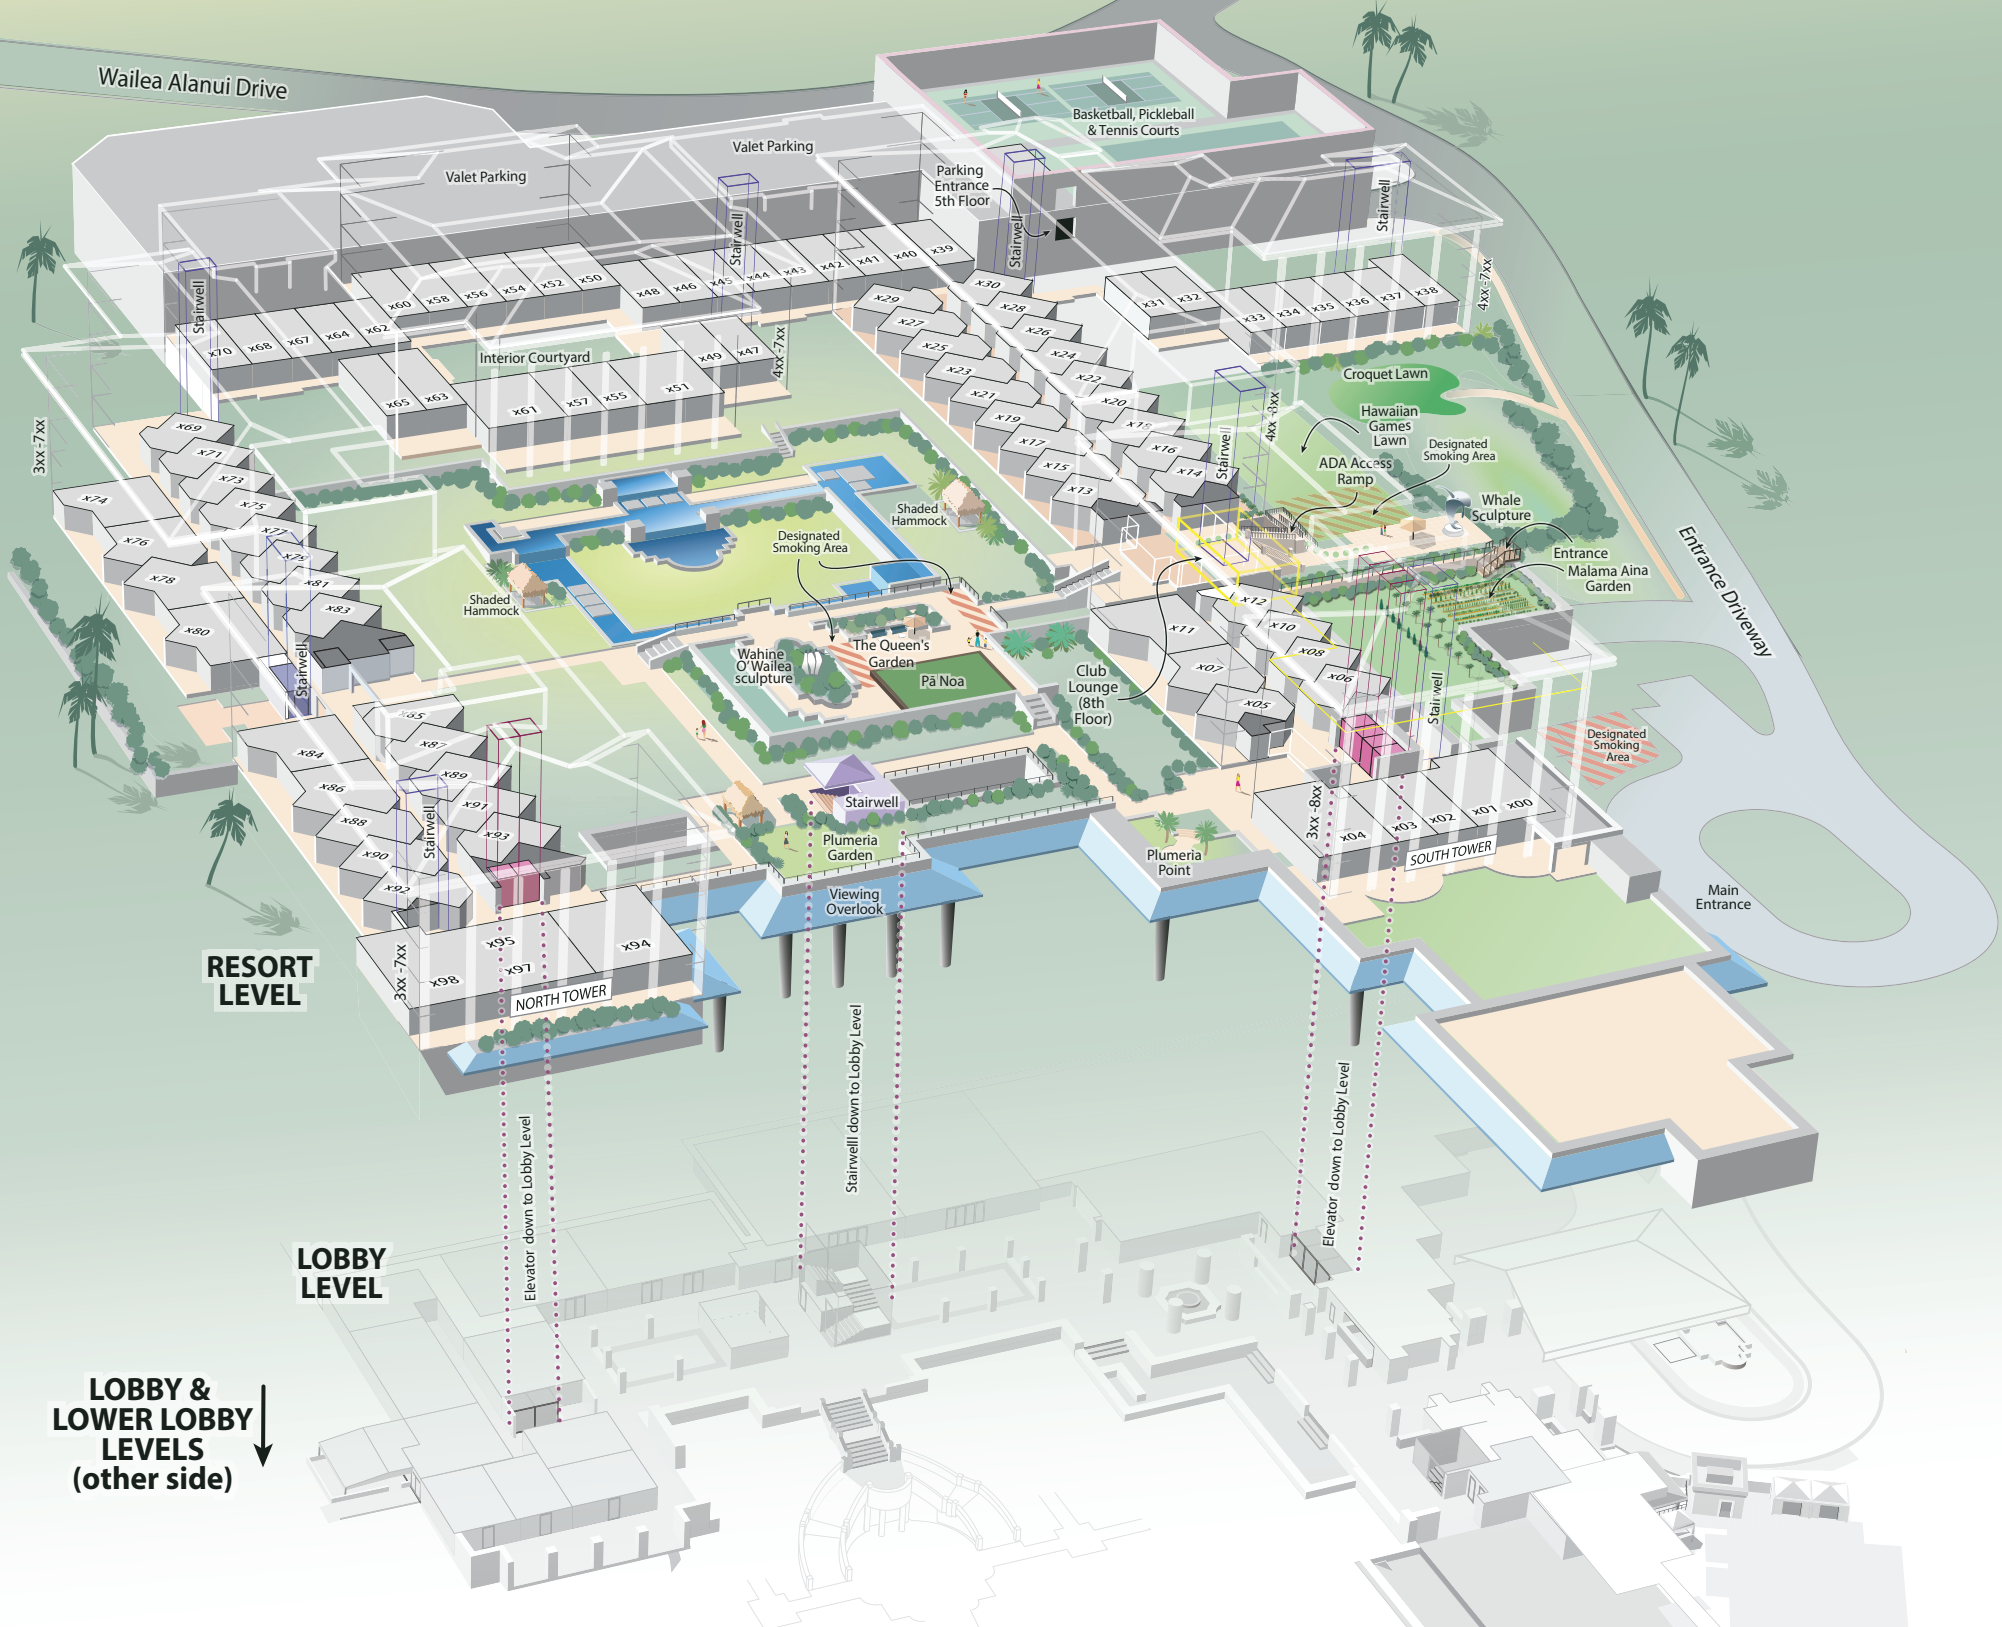 Wailea Alanui Drive
Basketball, Pickleball
& Tennis Courts
Valet Parking
Valet Parking
Parking
Entrance
5th Floor
Stairwell
Stairwell
Stairwell
Stairwell
x60
x58
x56
x54
x52
x50
x48
x46
x45
x44
x43
x42
x41
x40
x39
x70
x68
x67
x64
x62
Interior Courtyard
x65
x63
x61
x57
x55
x51
x49
x47
4xx -7xx
x30
x29
x28
x27
x26
x25
x24
x23
x22
x21
x20
x19
x18
x17
x16
x15
x14
x13
x31
x32
x33
x34
x35
x36
x37
x38
4xx -7xx
Croquet Lawn
Hawaiian
Games
Lawn
Designated
Smoking Area
ADA Access
Ramp
4xx -8xx
Stairwell
Whale
Sculpture
Entrance
Malama Aina
Garden
Entrance Driveway
3xx -7xx
x69
x71
x73
x75
x77
x79
x81
x83
x74
x76
x78
x80
Stairwell
Shaded
Hammock
Shaded
Hammock
Designated
Smoking Area
The Queen's
Garden
Wahine
O'Wailea
sculpture
Pā Noa
Club
Lounge
(8th
Floor)
x12
x11
x10
x08
x07
x06
x05
Stairwell
Designated
Smoking
Area
x85
x87
x89
x91
x93
x84
x86
x88
x90
x92
Stairwell
Stairwell
Plumeria
Garden
Viewing
Overlook
Plumeria
Point
3xx -8xx
x04
x03
x02
x01
x00
SOUTH TOWER
Main
Entrance
3xx -7xx
x98
x95
x97
x94
NORTH TOWER
RESORT
LEVEL
Elevator down to Lobby Level
Stairwelll down to Lobby Level
Elevator down to Lobby Level
LOBBY
LEVEL
LOBBY &
LOWER LOBBY
LEVELS
(other side)